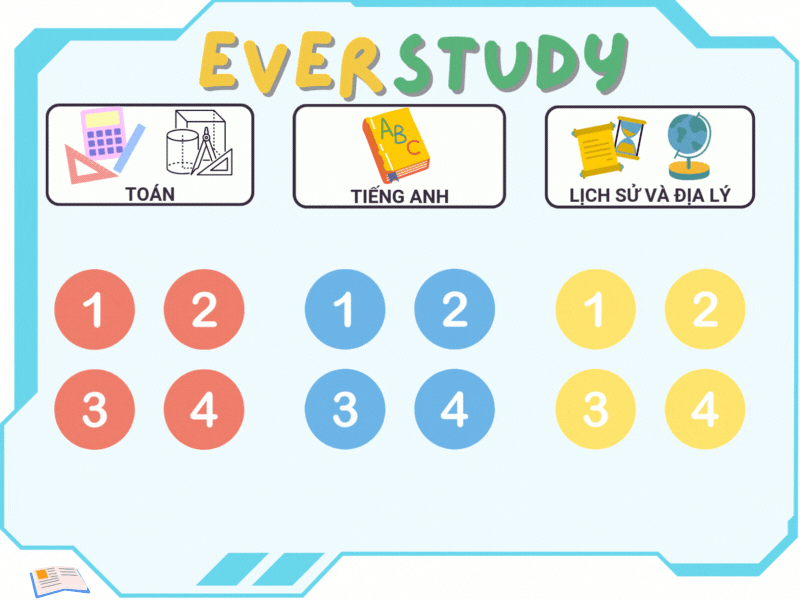 EVERSTUDY
TOÁN
TIẾNG ANH
LỊCH SỬ VÀ ĐỊA LÝ
ABC
1 2 1 2 1 2
3 4 3 4 3 4